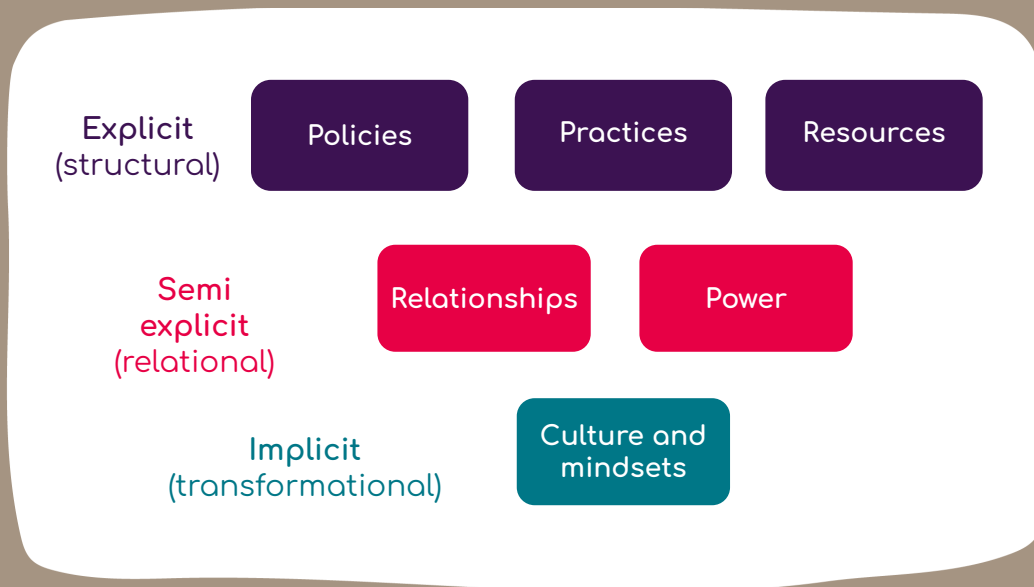 Explicit
(structural)
Policies
Practices
Resources
Semi
explicit
(relational)
Relationships
Power
Implicit
(transformational)
Culture and
mindsets